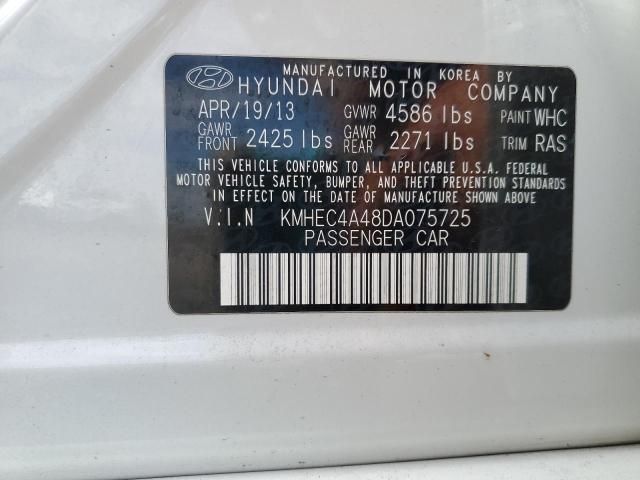 MANUFACTURED IN KOREA BY
HYUNDAI MOTOR COMPANY
APR/19/13 GVWR 4586 lbs PAINT WHC
GAWR FRONT 2425 lbs GAWR REAR 2271 lbs TRIM RAS
THIS VEHICLE CONFORMS TO ALL APPLICABLE U.S.A. FEDERAL
MOTOR VEHICLE SAFETY, BUMPER, AND THEFT PREVENTION STANDARDS
IN EFFECT ON THE DATE OF MANUFACTURE SHOWN ABOVE
V.I.N KMHEC4A48DA075725
PASSENGER CAR